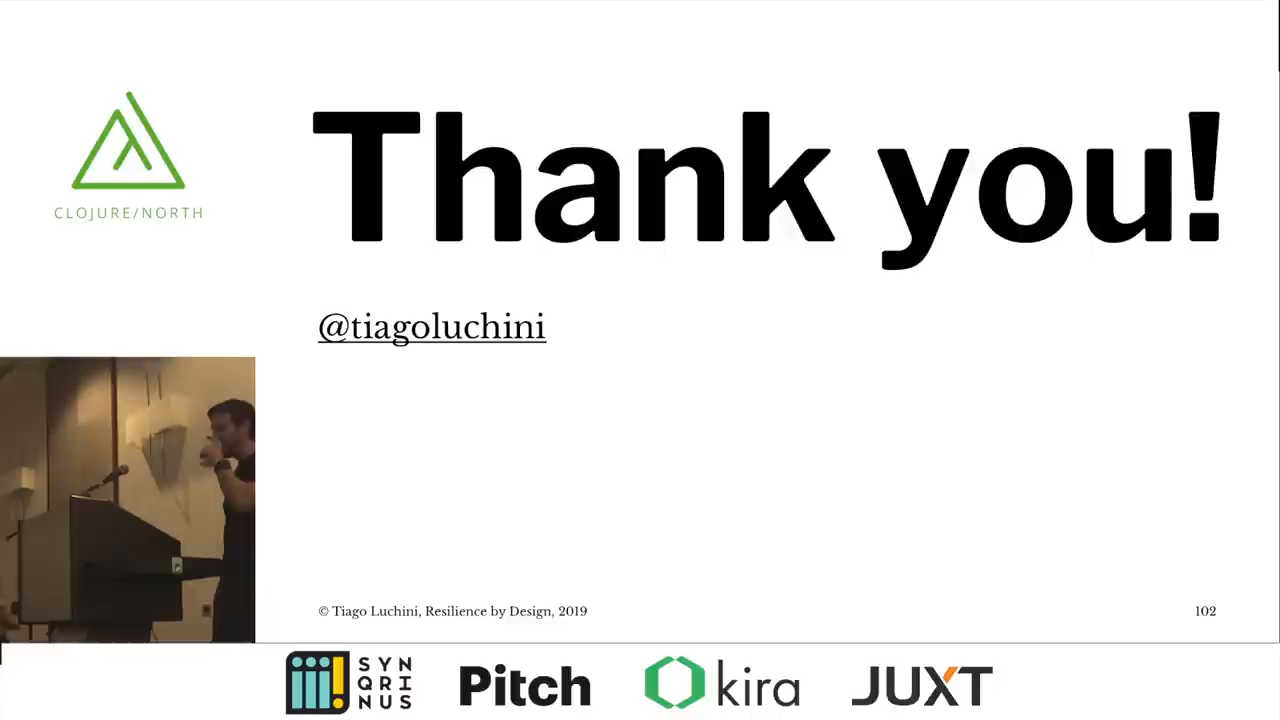 Thank you!
CLOJURE/NORTH
@tiagoluchini
© Tiago Luchini, Resilience by Design, 2019
102
SYN
QRI
NUS
Pitch
kira
JUXT